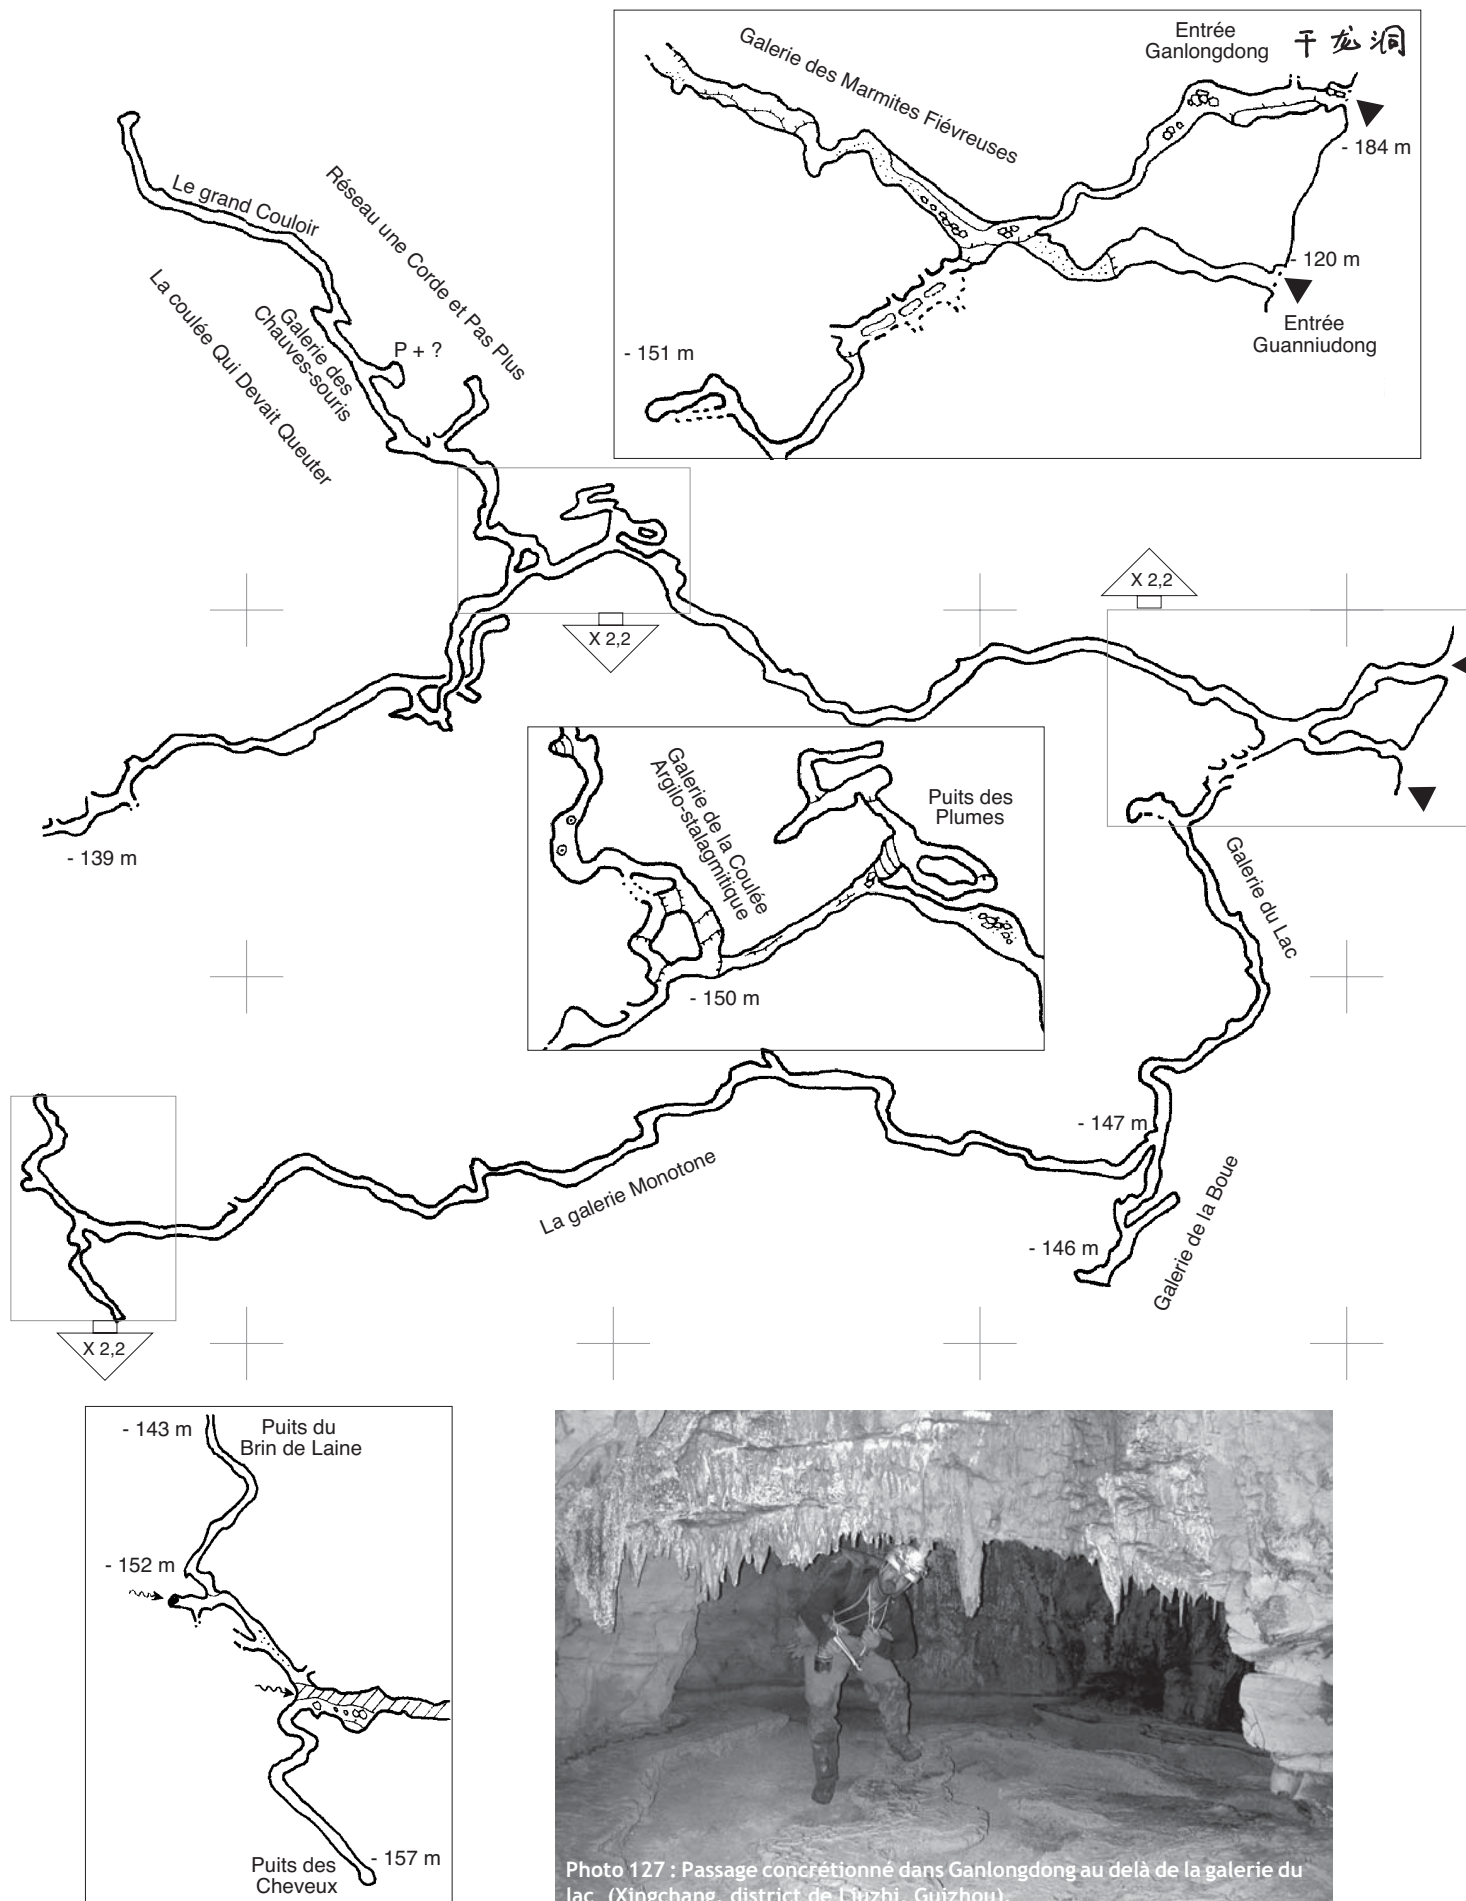 Galerie des Marmites Fiévreuses
Entrée
Ganlongdong
干龙洞
- 184 m
- 120 m
Entrée
Guanniudong
- 151 m
Le grand Couloir
Réseau une Corde et Pas Plus
La coulée Qui Devait Queuter
Galerie des
Chauves-souris
P + ?
X 2,2
X 2,2
- 139 m
Galerie de la Coulée
Argilo-stalagmitique
Puits des
Plumes
- 150 m
Galerie du Lac
- 147 m
La galerie Monotone
- 146 m
Galerie de la Boue
X 2,2
- 143 m
Puits du
Brin de Laine
- 152 m
- 157 m
Puits des
Cheveux
Photo 127 : Passage concrétionné dans Ganlongdong au delà de la galerie du
lac (Xingchang, district de Liuzhi, Guizhou).